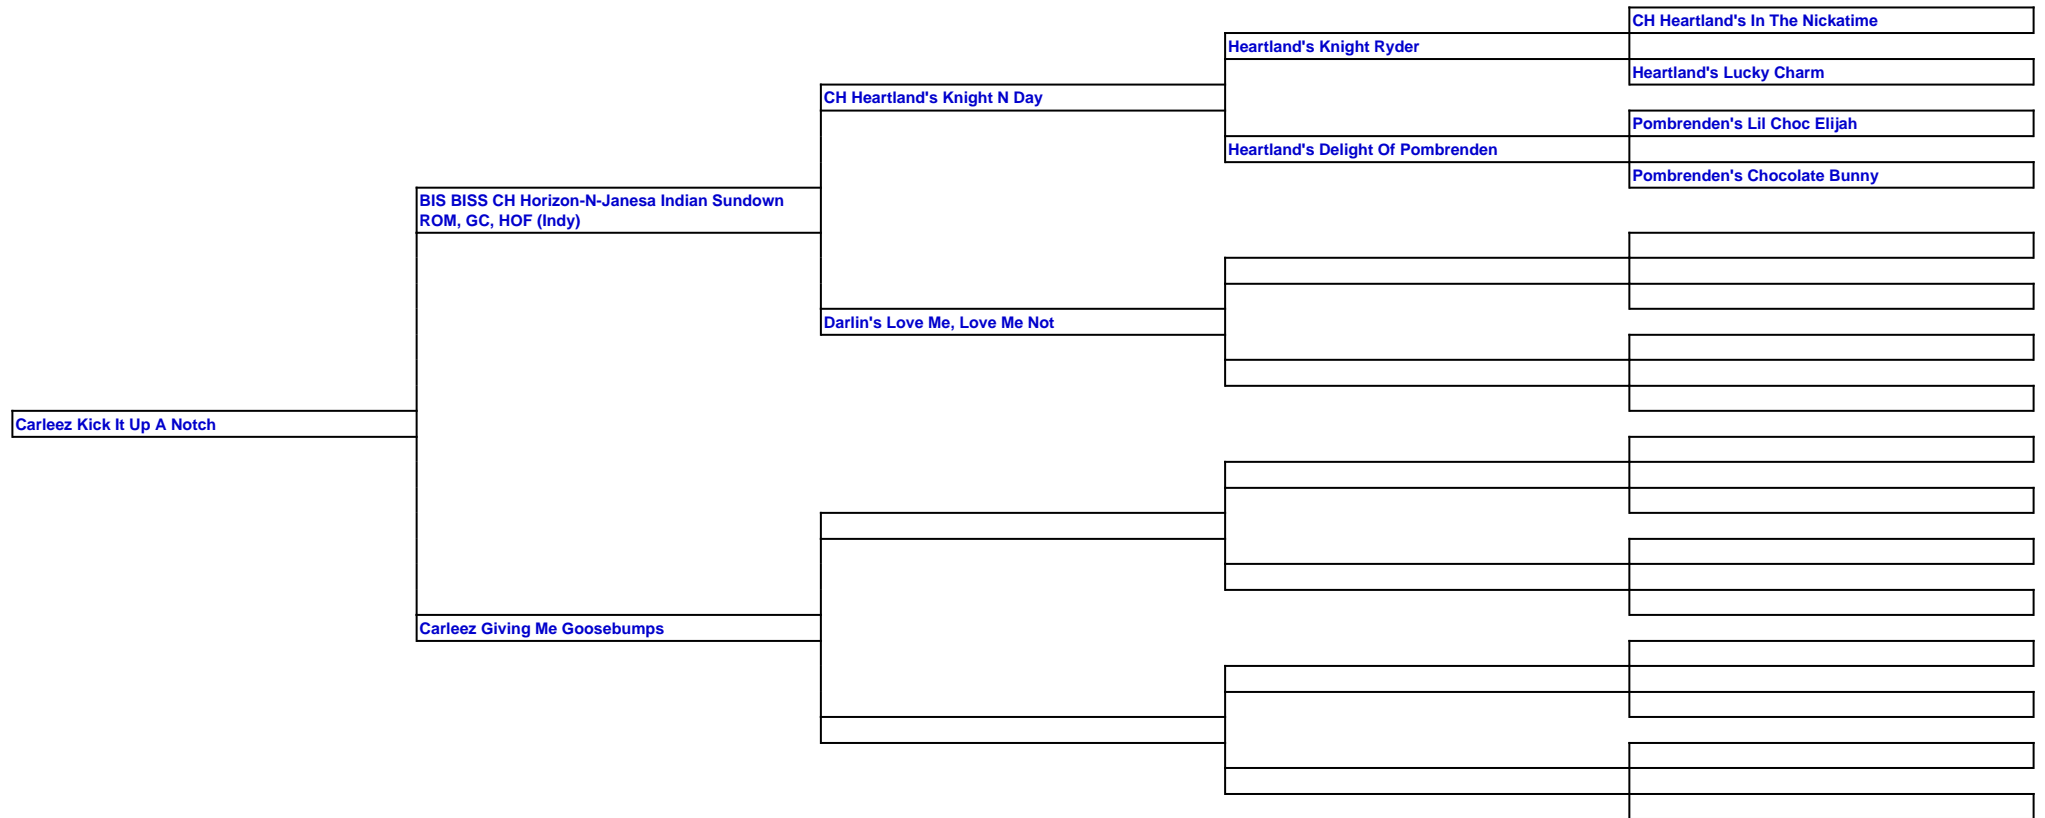 CH Heartland's In The Nickatime
Heartland's Knight Ryder
Heartland's Lucky Charm
CH Heartland's Knight N Day
Pombrenden's Lil Choc Elijah
Heartland's Delight Of Pombrenden
Pombrenden's Chocolate Bunny
BIS BISS CH Horizon-N-Janesa Indian Sundown
ROM, GC, HOF (Indy)
Darlin's Love Me, Love Me Not
Carleez Kick It Up A Notch
Carleez Giving Me Goosebumps